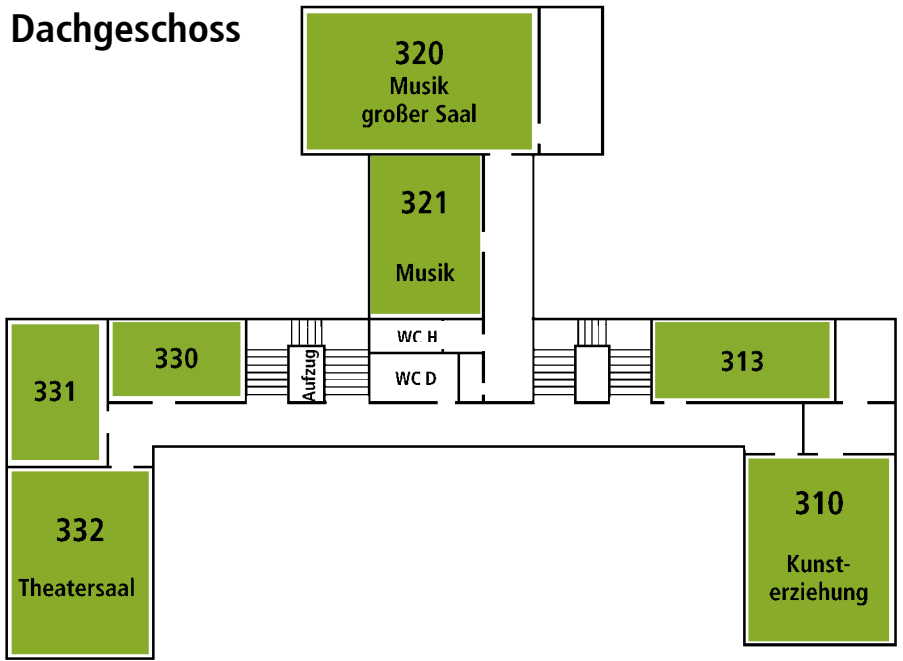 Dachgeschoss
320
Musik
großer Saal
321
Musik
WC H
WC D
Aufzug
330
331
313
332
Theatersaal
310
Kunst-
erziehung